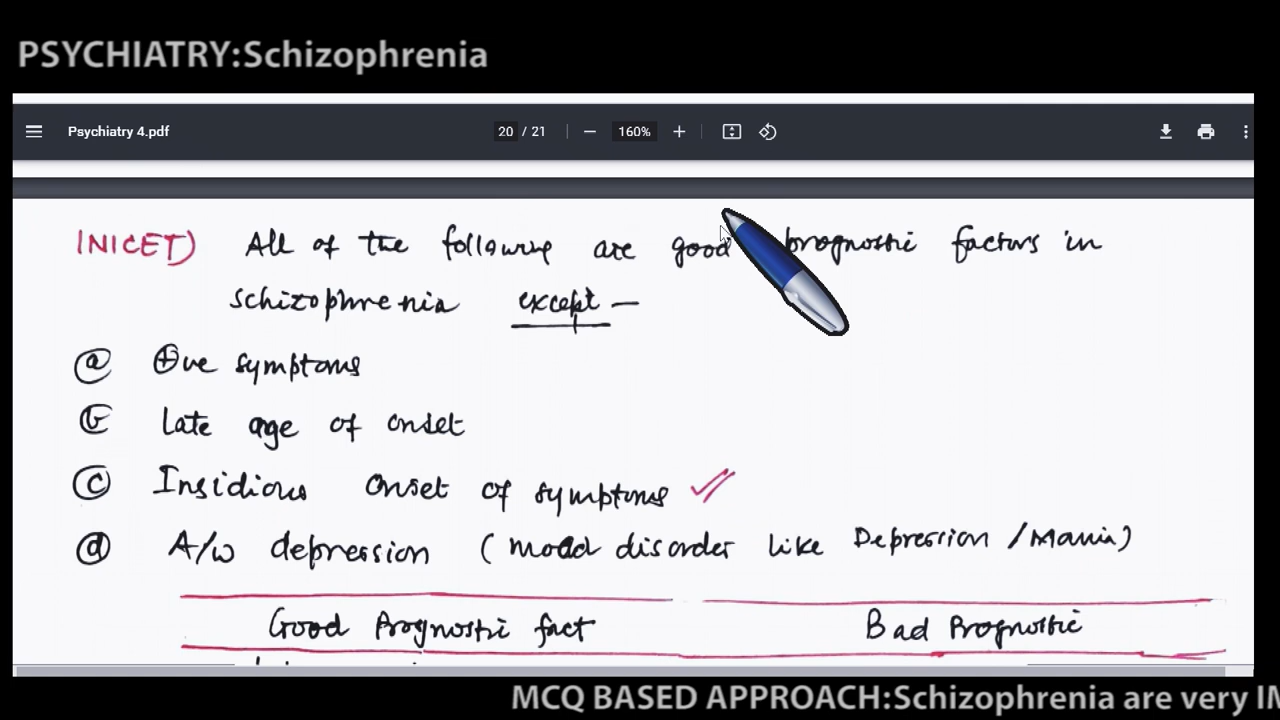 PSYCHIATRY:Schizophrenia
Psychiatry 4.pdf 20 / 21 − 160% +
INICET) All of the following are good prognostic factors in
schizophrenia except —
(a) ⊕ve symptoms
(b) late age of onset
(c) Insidious onset of symptoms ✓
(d) A/w depression (mood disorder like Depression / Mania)
Good Prognostic fact Bad Prognostic
MCQ BASED APPROACH:Schizophrenia are very